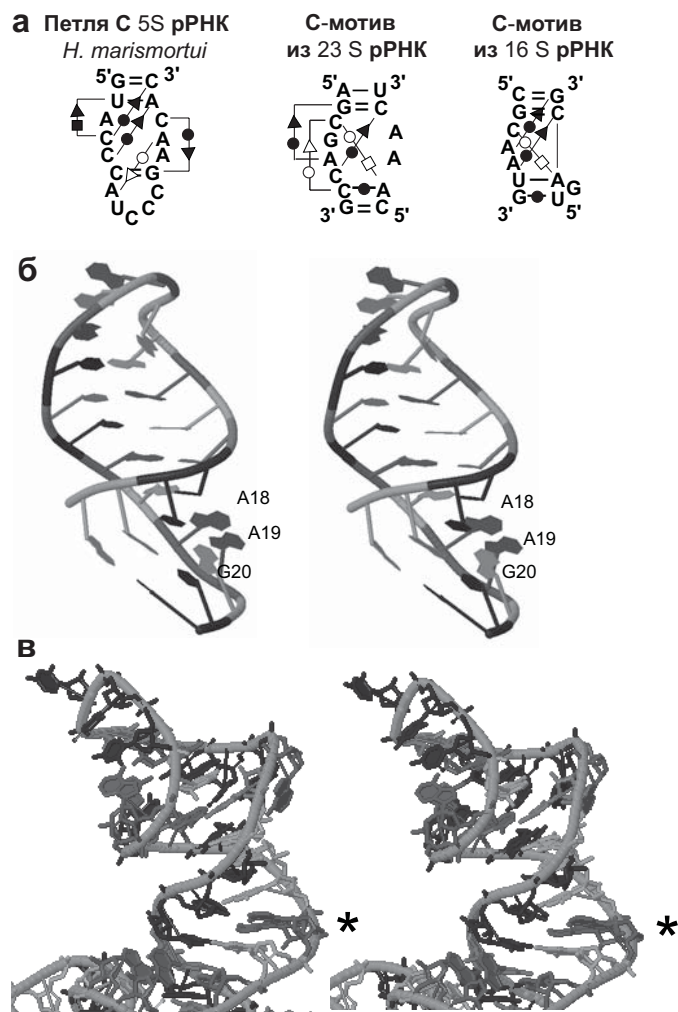 а
Петля С 5S рРНК
H. marismortui
5' G=C 3'
U A
A C
C A
C A
C G
A C
U C
C
С-мотив
из 23 S рРНК
5' 3'
A–U
G=C
C
G A
A A
C
C A
3' G=C 5'
С-мотив
из 16 S рРНК
5' 3'
C=G
G=C
C
A
A
U–A G
3' G U 5'
б
A18
A19
G20
A18
A19
G20
в
* *